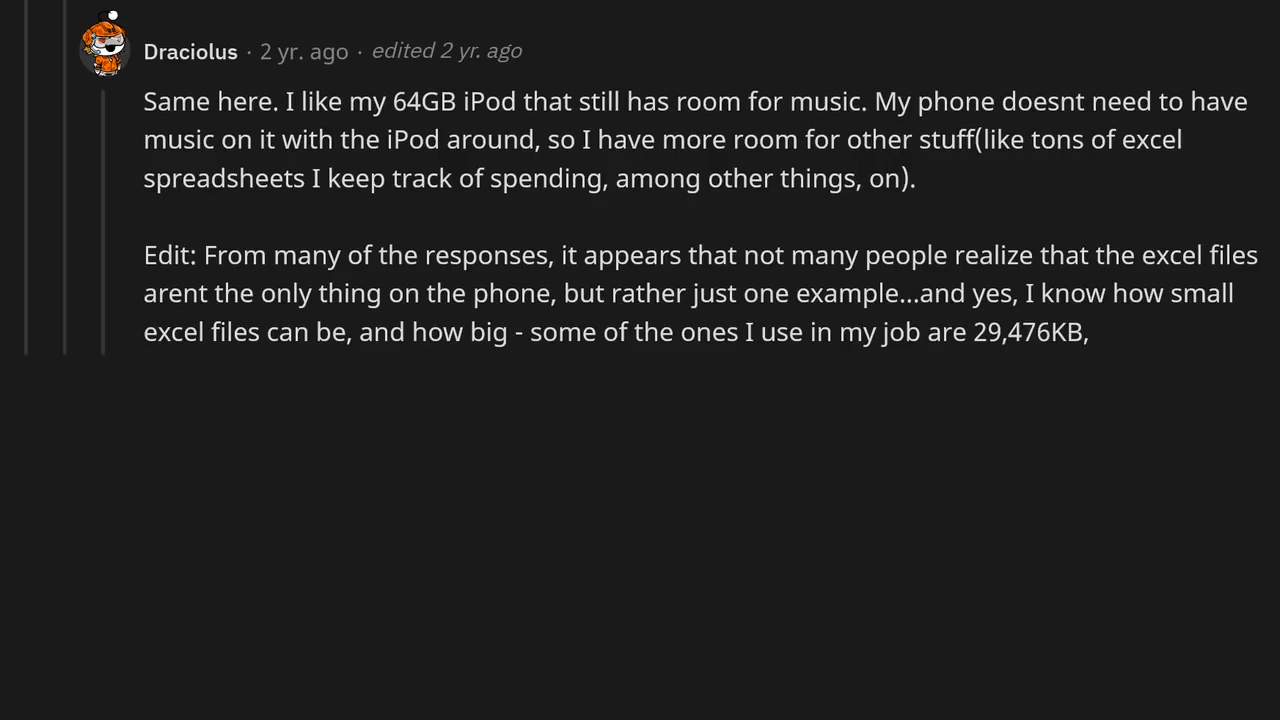 Draciolus · 2 yr. ago · edited 2 yr. ago
Same here. I like my 64GB iPod that still has room for music. My phone doesnt need to have
music on it with the iPod around, so I have more room for other stuff(like tons of excel
spreadsheets I keep track of spending, among other things, on).
Edit: From many of the responses, it appears that not many people realize that the excel files
arent the only thing on the phone, but rather just one example...and yes, I know how small
excel files can be, and how big - some of the ones I use in my job are 29,476KB,